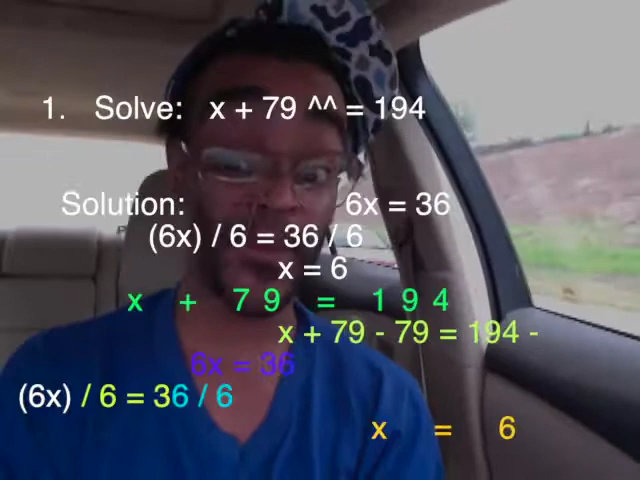 1. Solve: x + 79 ^^ = 194
Solution: 6x = 36
(6x) / 6 = 36 / 6
x = 6
x + 7 9 = 1 9 4
x + 79 - 79 = 194 -
6x = 36
(6x) / 6 = 36 / 6
x = 6